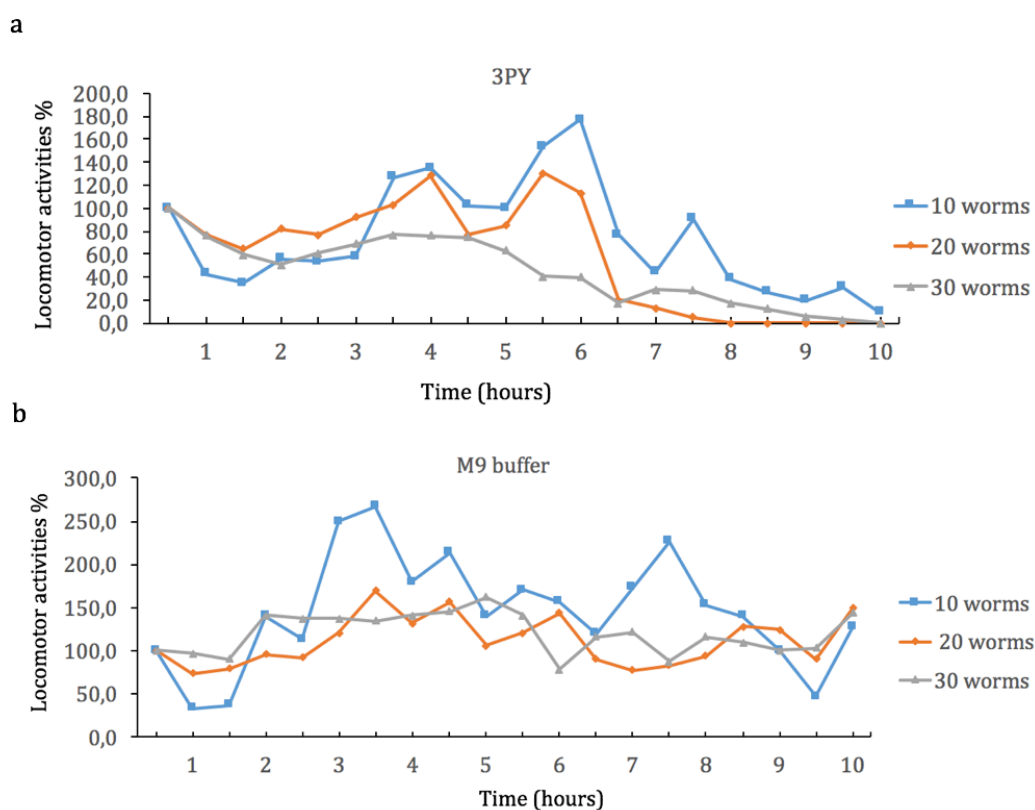 a
3PY
Locomotor activities %
200,0
180,0
160,0
140,0
120,0
100,0
80,0
60,0
40,0
20,0
0,0
1 2 3 4 5 6 7 8 9 10
Time (hours)
10 worms
20 worms
30 worms
b
M9 buffer
Locomotor activities %
300,0
250,0
200,0
150,0
100,0
50,0
0,0
1 2 3 4 5 6 7 8 9 10
Time (hours)
10 worms
20 worms
30 worms